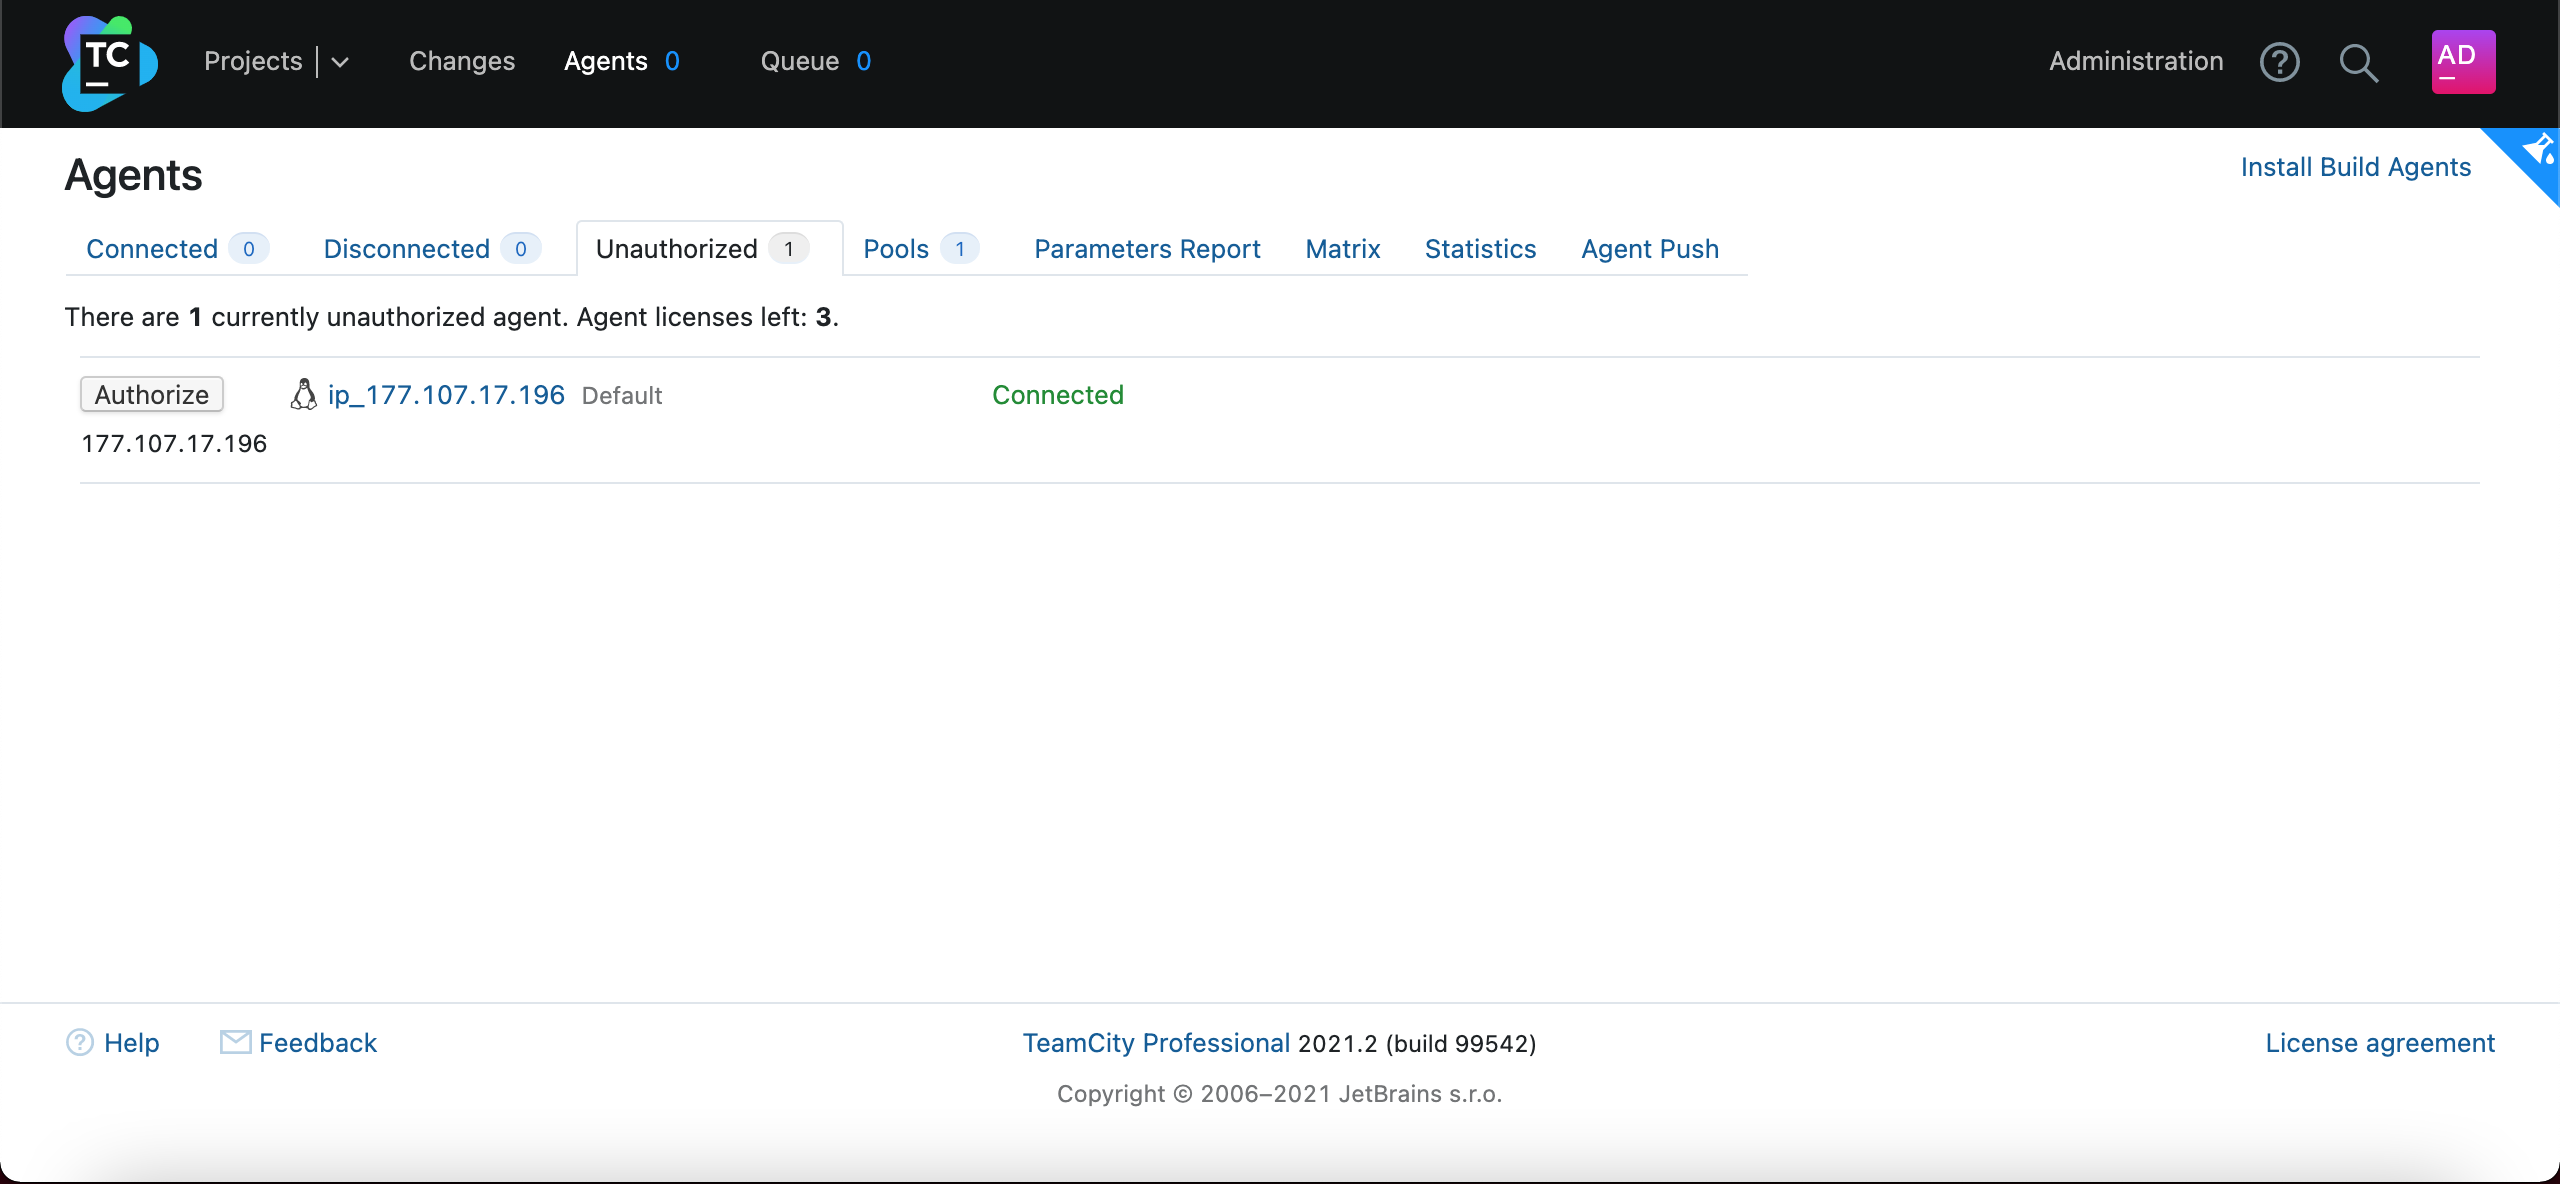 TC Projects Changes Agents 0 Queue 0 Administration AD
Agents
Install Build Agents
Connected 0 Disconnected 0 Unauthorized 1 Pools 1 Parameters Report Matrix Statistics Agent Push
There are 1 currently unauthorized agent. Agent licenses left: 3.
Authorize ip_177.107.17.196 Default Connected
177.107.17.196
Help Feedback TeamCity Professional 2021.2 (build 99542) License agreement
Copyright © 2006–2021 JetBrains s.r.o.